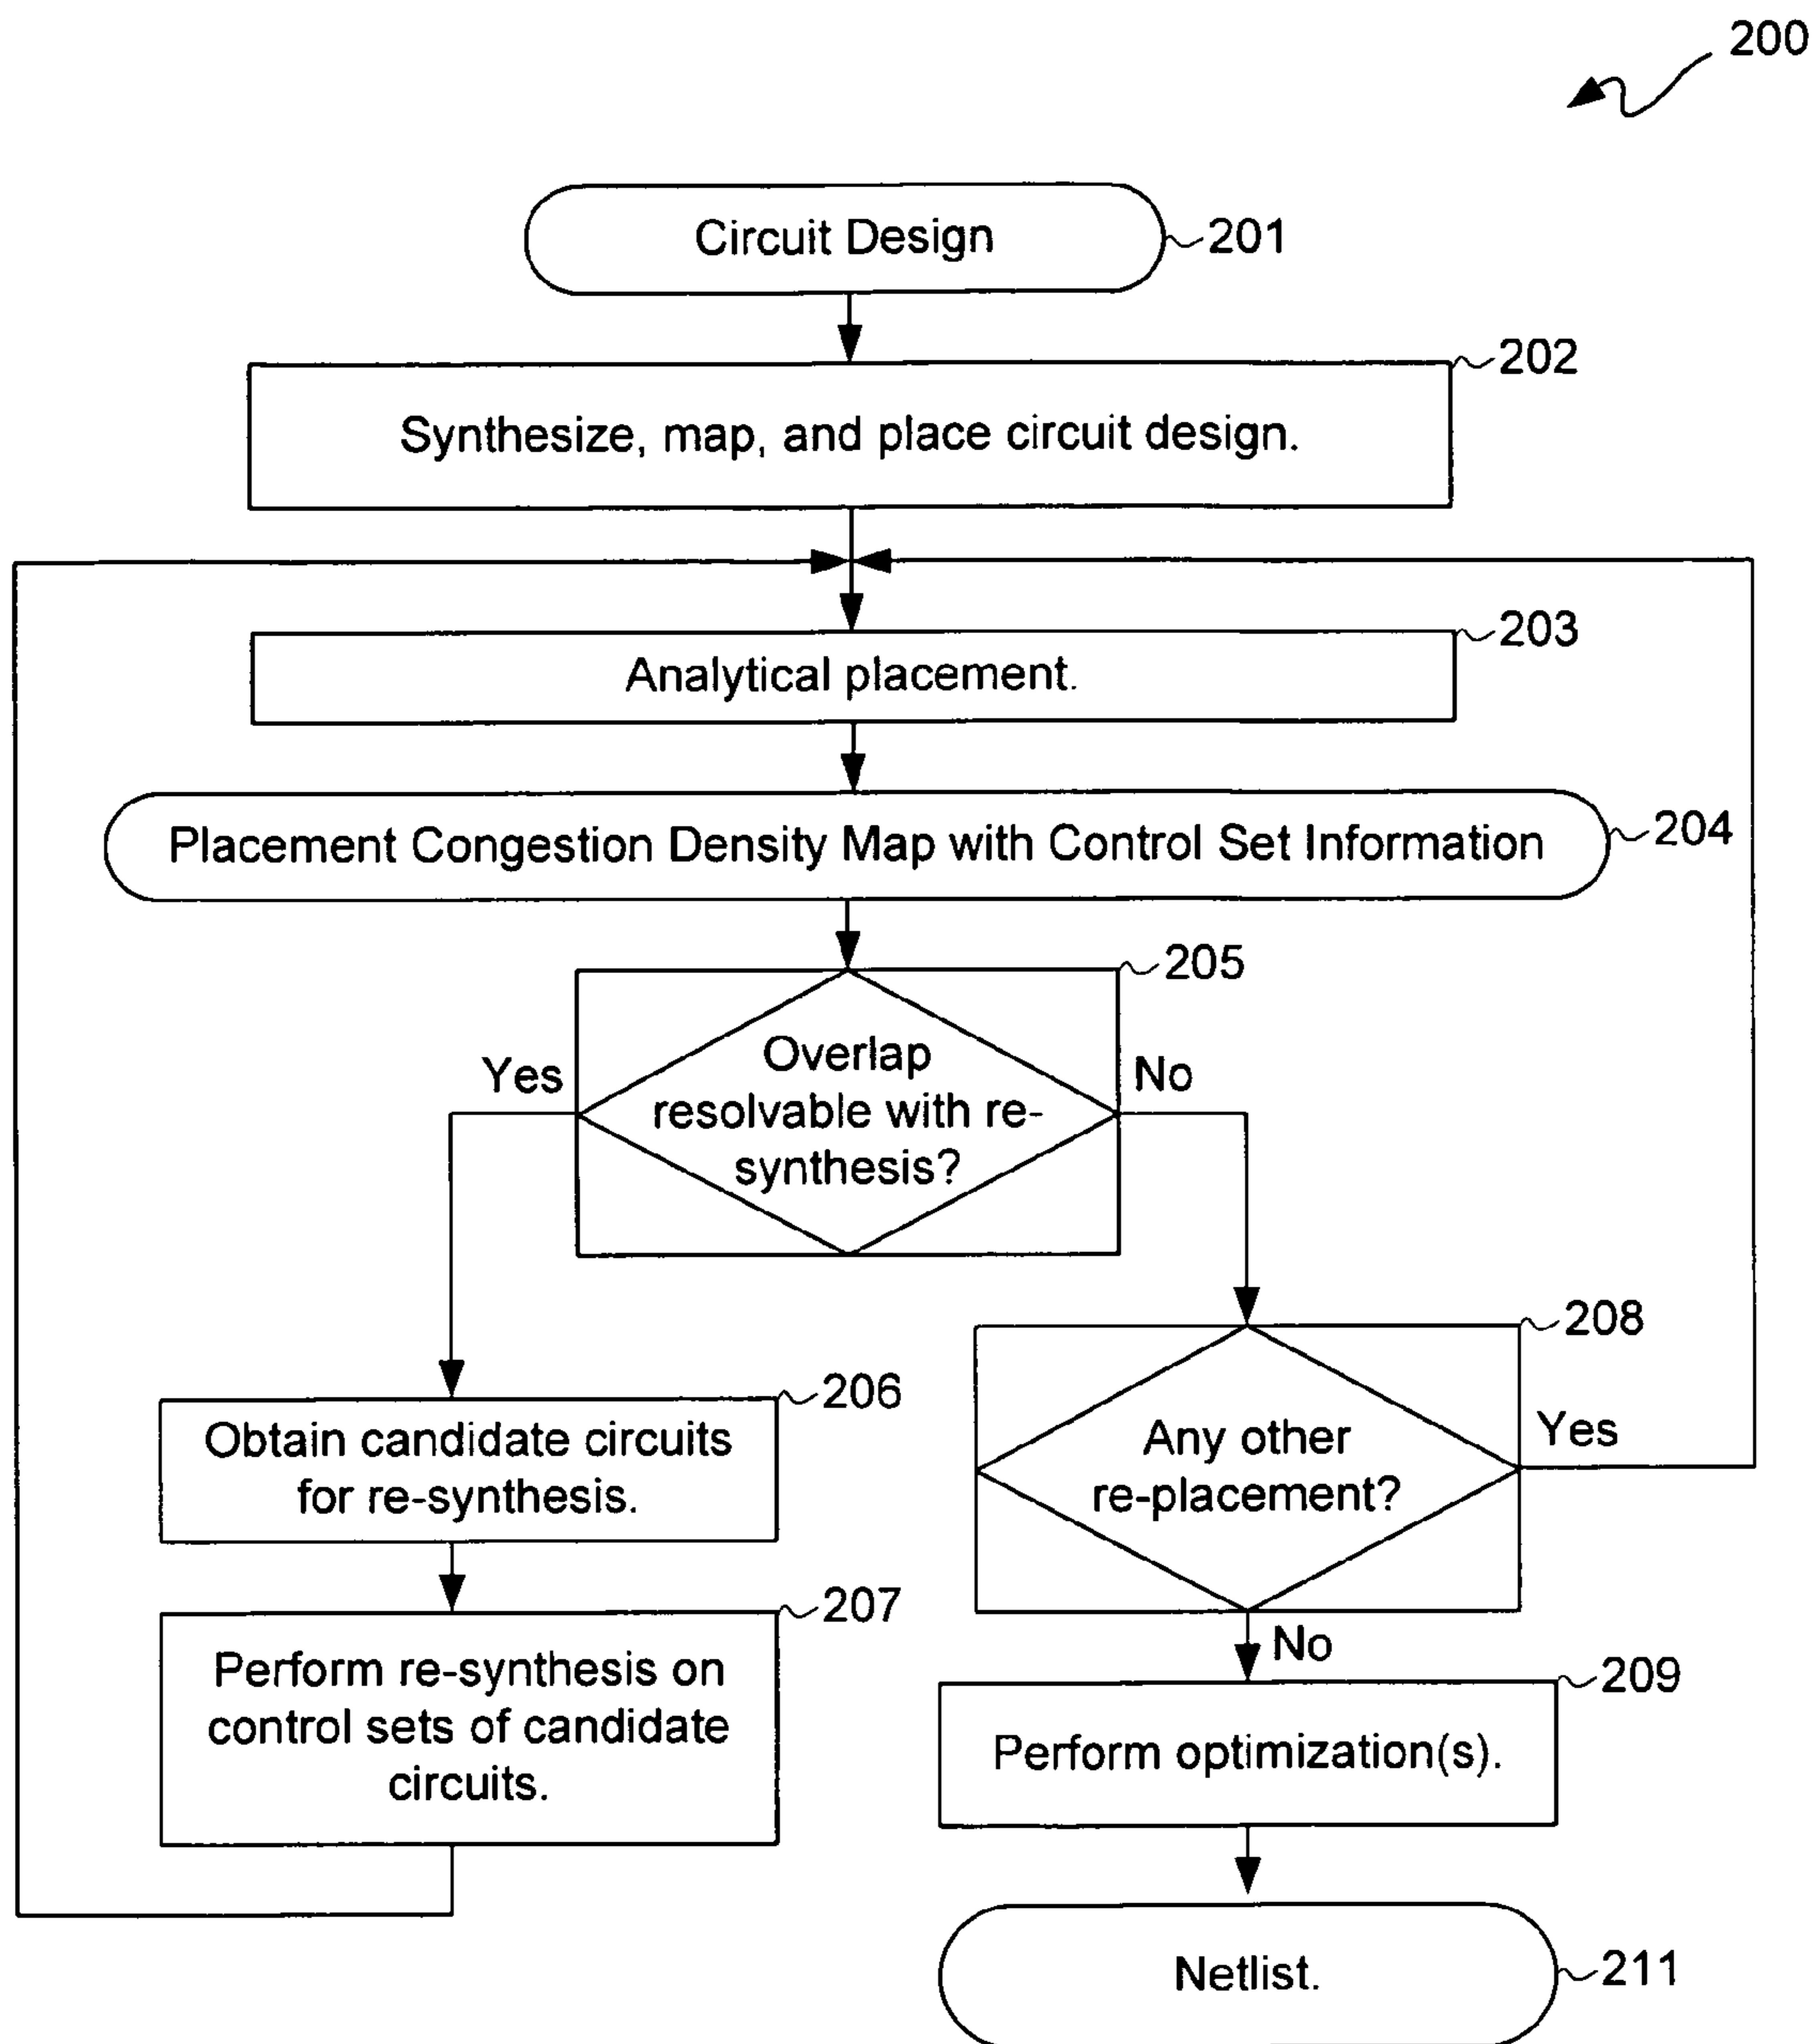 200
Circuit Design
201
202
Synthesize, map, and place circuit design.
203
Analytical placement.
Placement Congestion Density Map with Control Set Information
204
205
Overlap
resolvable with re-
synthesis?
Yes
No
208
Any other
re-placement?
Yes
206
Obtain candidate circuits
for re-synthesis.
207
Perform re-synthesis on
control sets of candidate
circuits.
No
209
Perform optimization(s).
Netlist.
211